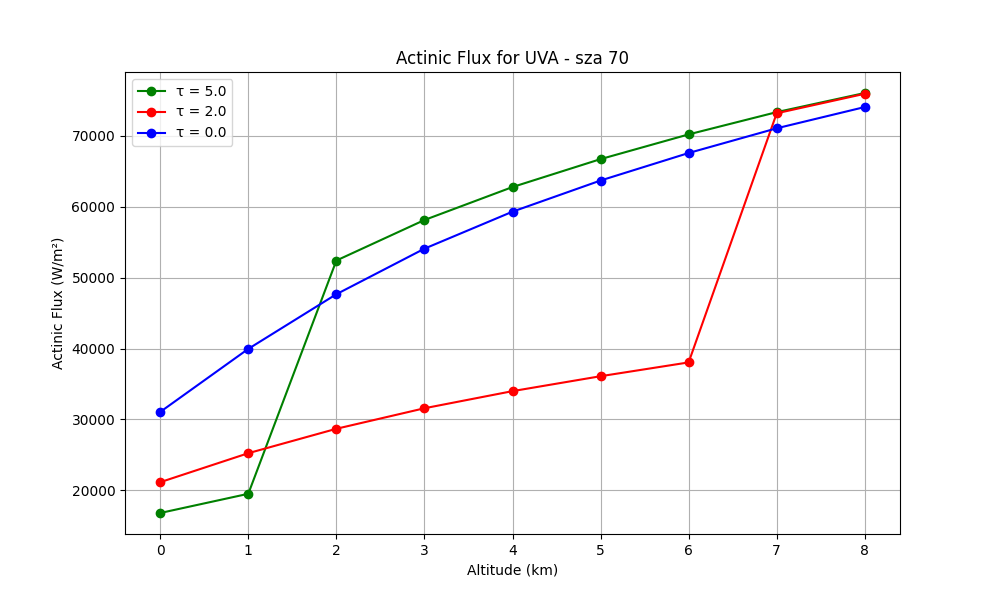 Actinic Flux for UVA - sza 70
τ = 5.0
τ = 2.0
τ = 0.0
Actinic Flux (W/m²)
70000
60000
50000
40000
30000
20000
0 1 2 3 4 5 6 7 8
Altitude (km)